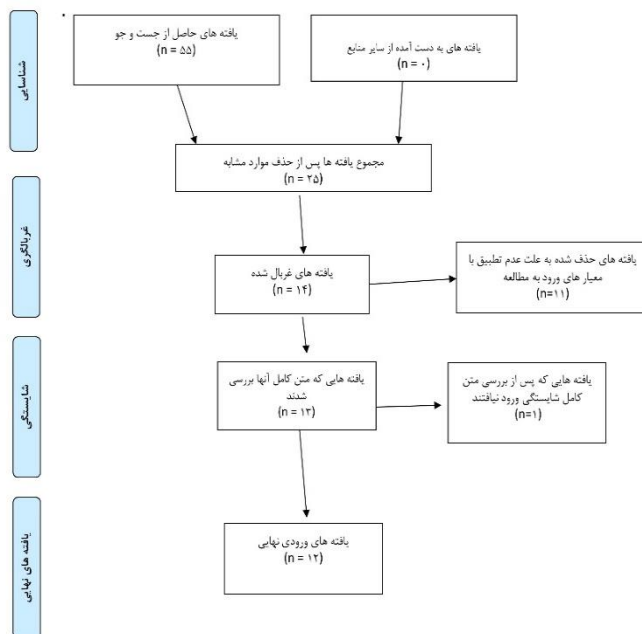 شناسایی
یافته های حاصل از جست و جو
(n = ۵۵)
یافته های به دست آمده از سایر منابع
(n = ۰)
مجموع یافته ها پس از حذف موارد مشابه
(n = ۲۵)
غربالگری
یافته های غربال شده
(n = ۱۴)
یافته های حذف شده به علت عدم تطبیق با
معیار های ورود به مطالعه
(n=۱۱)
شایستگی
یافته هایی که متن کامل آنها بررسی
شدند
(n = ۱۳)
یافته هایی که پس از بررسی متن
کامل شایستگی ورود نیافتند
(n=۱)
یافته های نهایی
یافته های ورودی نهایی
(n = ۱۲)